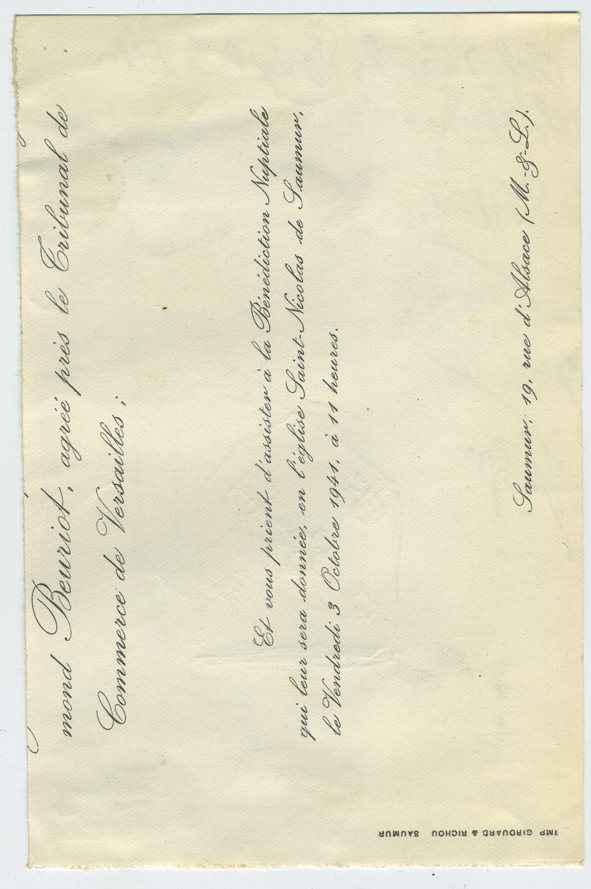 mond Beuriot, agréé près le Tribunal de
Commerce de Versailles ;
Et vous prient d'assister à la Bénédiction Nuptiale
qui leur sera donnée, en l'église Saint-Nicolas de Saumur,
le Vendredi 3 Octobre 1941, à 11 heures.
Saumur, 19, rue d'Alsace (M.-&-L.).
IMP GIROUARD & RICHOU SAUMUR